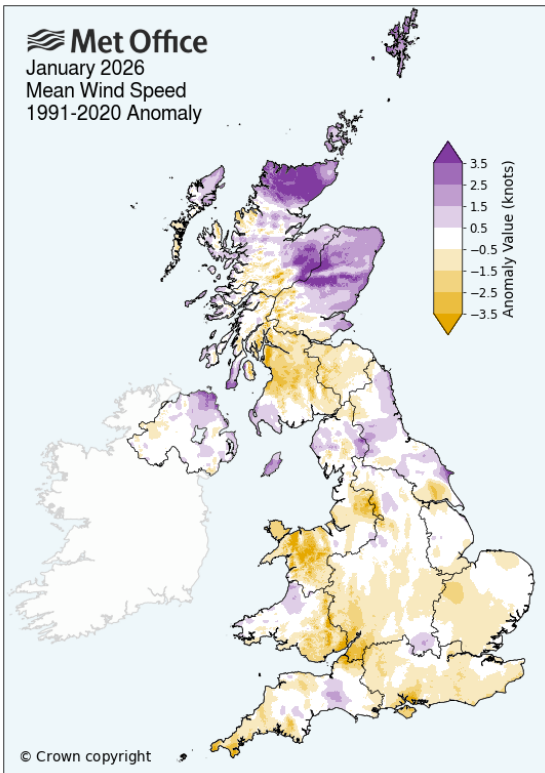 Met Office
January 2026
Mean Wind Speed
1991-2020 Anomaly
3.5
2.5
1.5
0.5
−0.5
−1.5
−2.5
−3.5
Anomaly Value (knots)
© Crown copyright